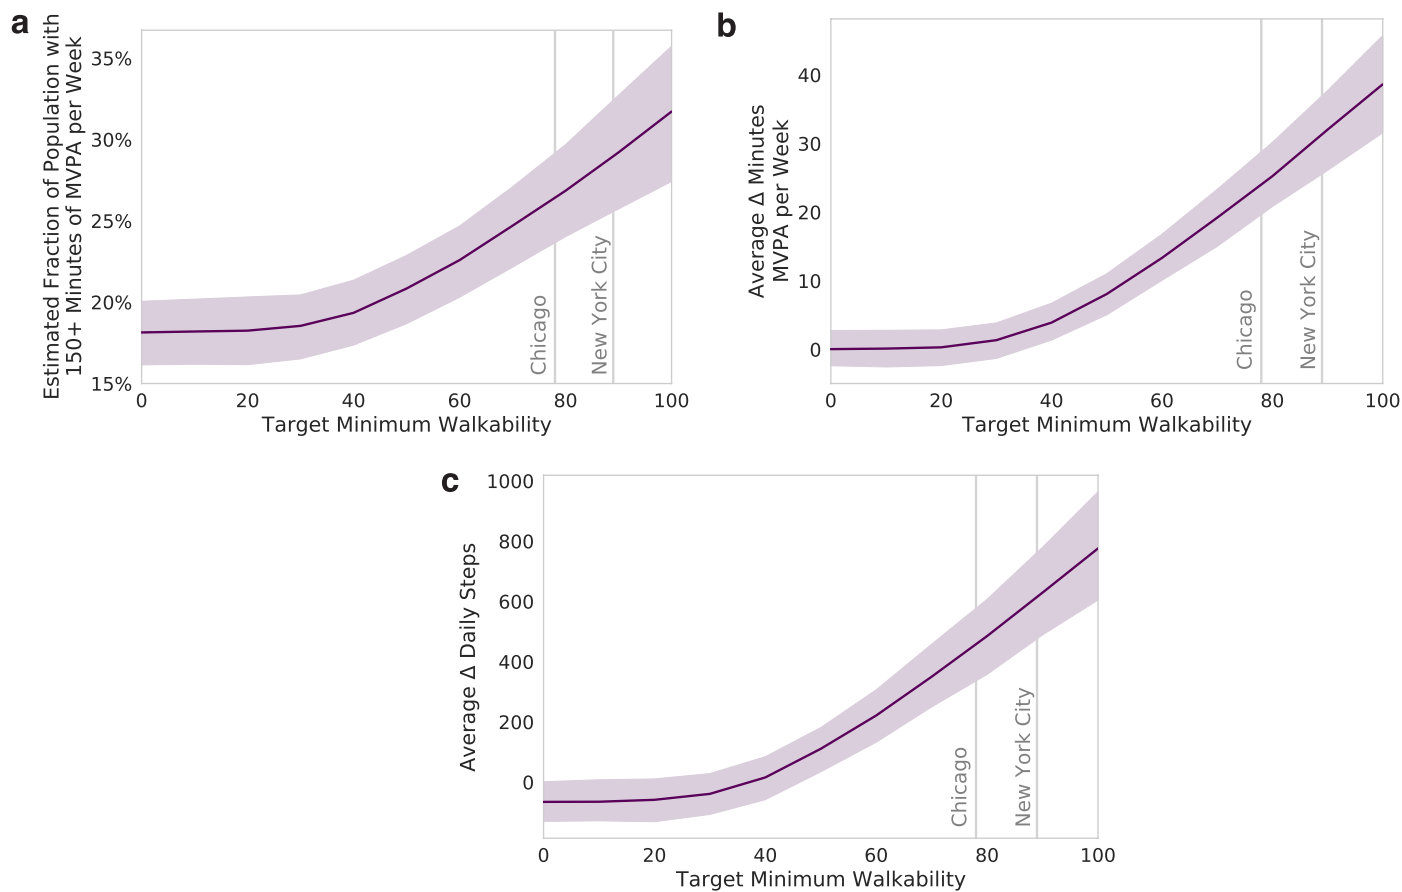 a
Estimated Fraction of Population with
150+ Minutes of MVPA per Week
35%
30%
25%
20%
15%
Chicago
New York City
0 20 40 60 80 100
Target Minimum Walkability
b
Average Δ Minutes
MVPA per Week
40
30
20
10
0
Chicago
New York City
0 20 40 60 80 100
Target Minimum Walkability
c
Average Δ Daily Steps
1000
800
600
400
200
0
Chicago
New York City
0 20 40 60 80 100
Target Minimum Walkability